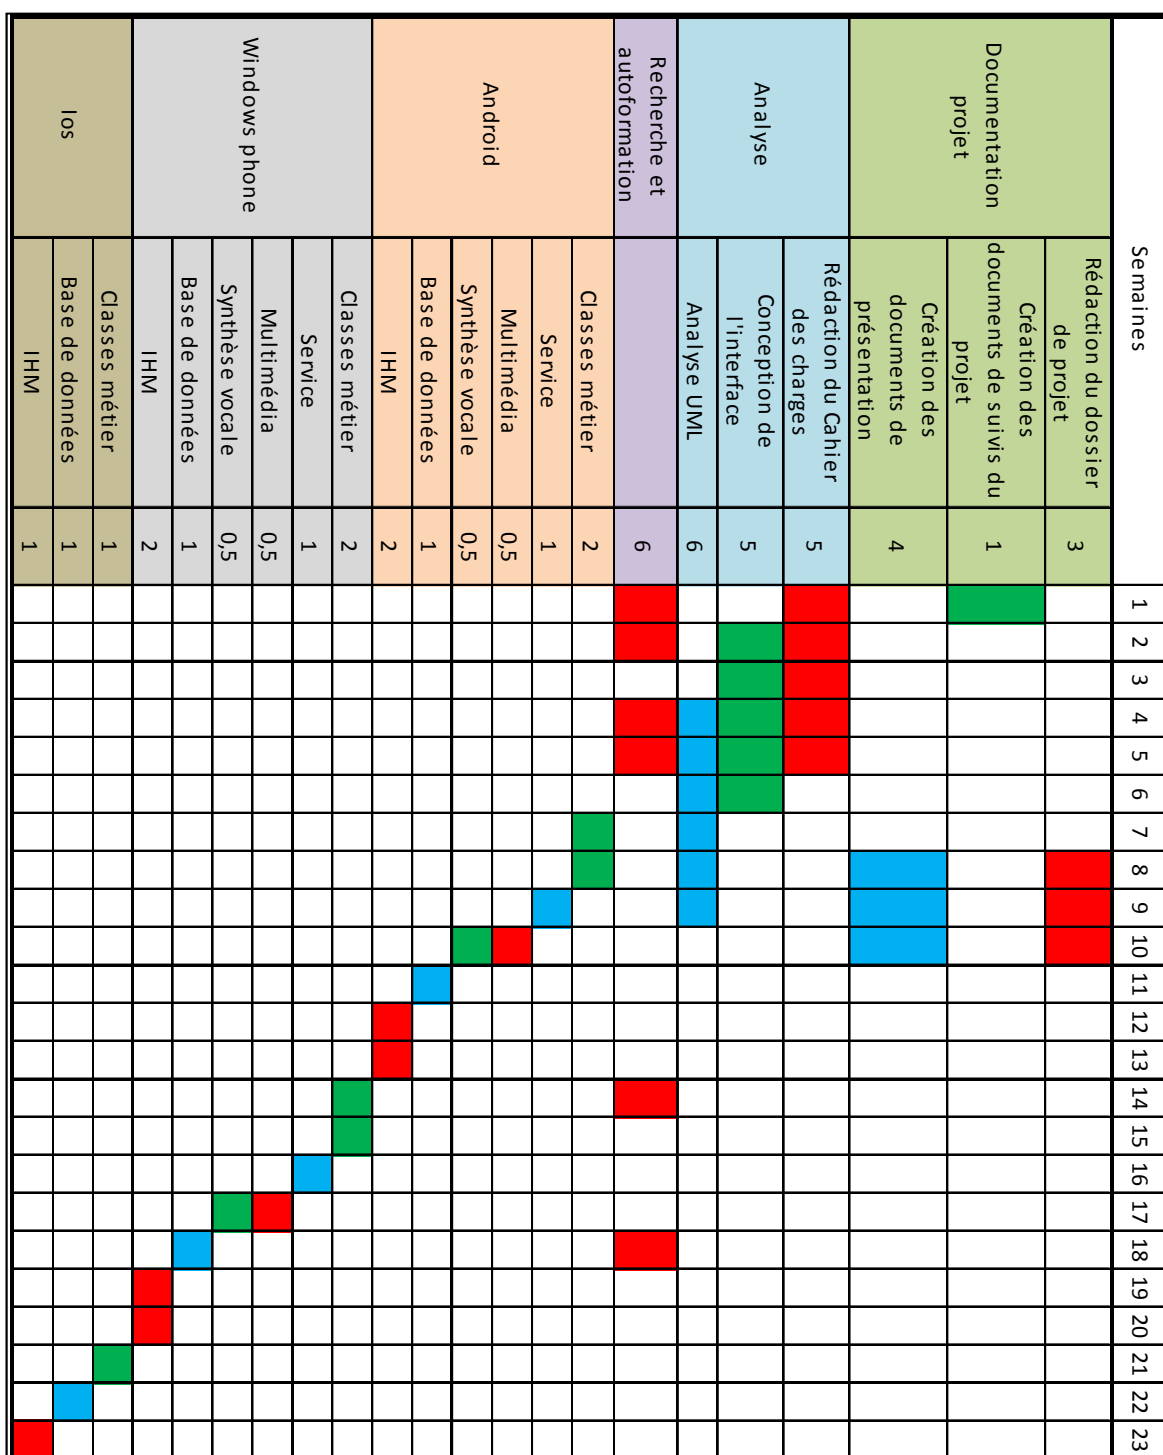 Semaines
1
2
3
4
5
6
7
8
9
10
11
12
13
14
15
16
17
18
19
20
21
22
23
Documentation
projet
Rédaction du dossier
de projet
3
Création des
documents de suivis du
projet
1
Création des
documents de
présentation
4
Analyse
Rédaction du Cahier
des charges
5
Conception de
l'interface
5
Analyse UML
6
Recherche et
autoformation
6
Android
Classes métier
2
Service
1
Multimédia
0,5
Synthèse vocale
0,5
Base de données
1
IHM
2
Windows phone
Classes métier
2
Service
1
Multimédia
0,5
Synthèse vocale
0,5
Base de données
1
IHM
2
Ios
Classes métier
1
Base de données
1
IHM
1